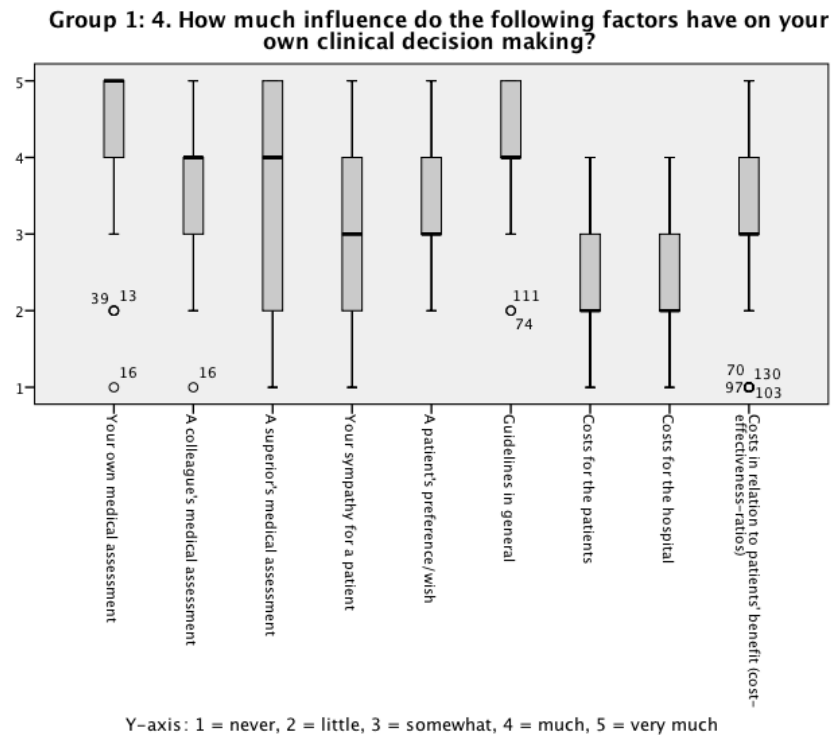 Group 1: 4. How much influence do the following factors have on your
own clinical decision making?
5
4
3
2
1
39 13
16
16
111
74
70 130
97 103
Your own medical assessment
A colleague's medical assessment
A superior's medical assessment
Your sympathy for a patient
A patient's preference/wish
Guidelines in general
Costs for the patients
Costs for the hospital
Costs in relation to patients' benefit (cost-
effectiveness-ratios)
Y-axis: 1 = never, 2 = little, 3 = somewhat, 4 = much, 5 = very much